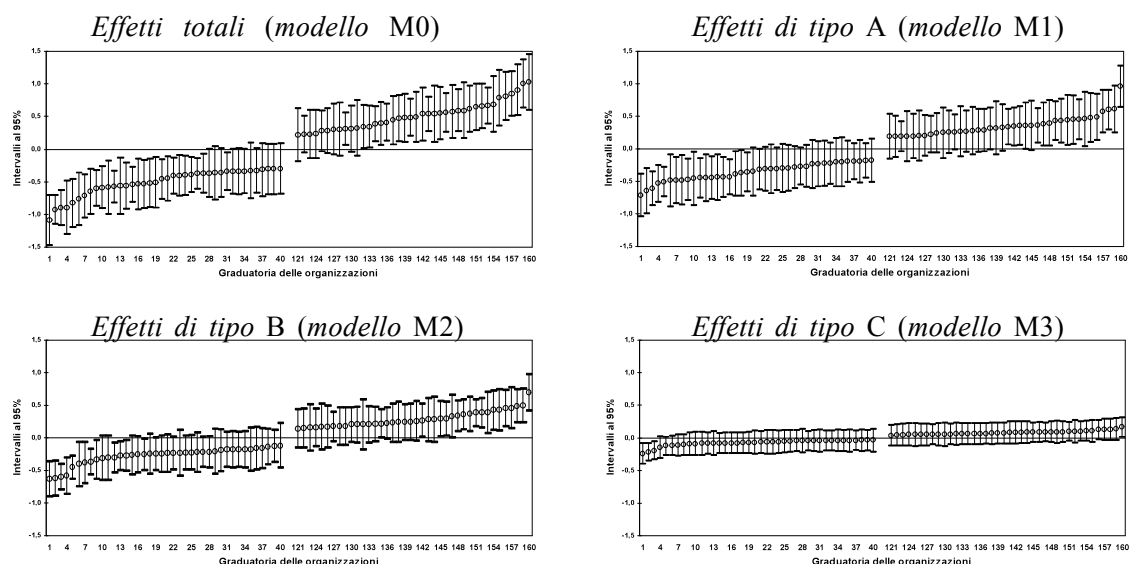 Effetti totali (modello M0)
Intervalli al 95%
1,5
1,0
0,5
0,0
-0,5
-1,0
-1,5
1 4 7 10 13 16 19 22 25 28 31 34 37 40 121 124 127 130 133 136 139 142 145 148 151 154 157 160
Graduatoria delle organizzazioni
Effetti di tipo A (modello M1)
Intervalli al 95%
1,5
1,0
0,5
0,0
-0,5
-1,0
-1,5
1 4 7 10 13 16 19 22 25 28 31 34 37 40 121 124 127 130 133 136 139 142 145 148 151 154 157 160
Graduatoria delle organizzazioni
Effetti di tipo B (modello M2)
Intervalli al 95%
1,5
1,0
0,5
0,0
-0,5
-1,0
-1,5
1 4 7 10 13 16 19 22 25 28 31 34 37 40 121 124 127 130 133 136 139 142 145 148 151 154 157 160
Graduatoria delle organizzazioni
Effetti di tipo C (modello M3)
Intervalli al 95%
1,5
1,0
0,5
0,0
-0,5
-1,0
-1,5
1 4 7 10 13 16 19 22 25 28 31 34 37 40 121 124 127 130 133 136 139 142 145 148 151 154 157 160
Graduatoria delle organizzazioni